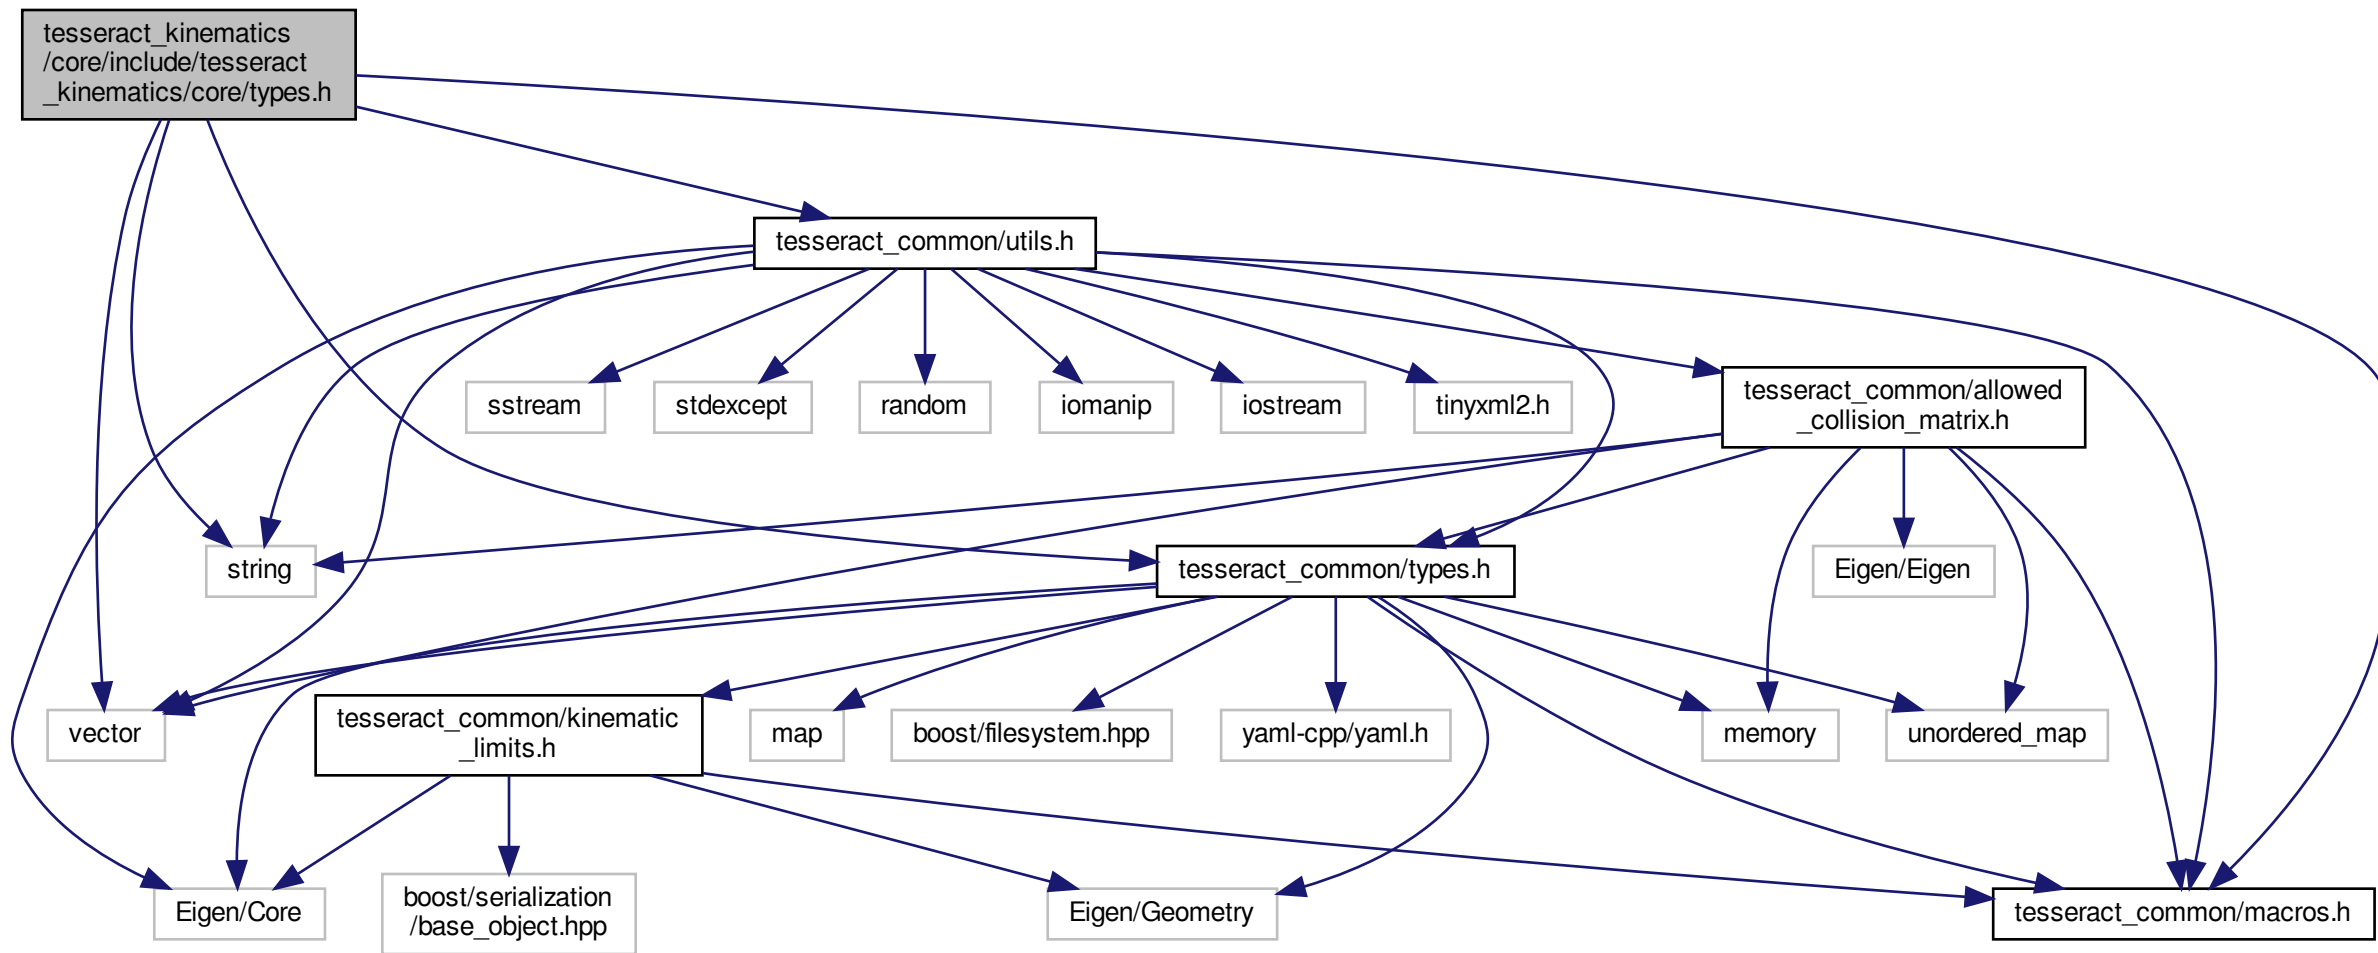 tesseract_kinematics
/core/include/tesseract
_kinematics/core/types.h
tesseract_common/utils.h
sstream
stdexcept
random
iomanip
iostream
tinyxml2.h
tesseract_common/allowed
_collision_matrix.h
string
tesseract_common/types.h
Eigen/Eigen
vector
tesseract_common/kinematic
_limits.h
map
boost/filesystem.hpp
yaml-cpp/yaml.h
memory
unordered_map
Eigen/Core
boost/serialization
/base_object.hpp
Eigen/Geometry
tesseract_common/macros.h